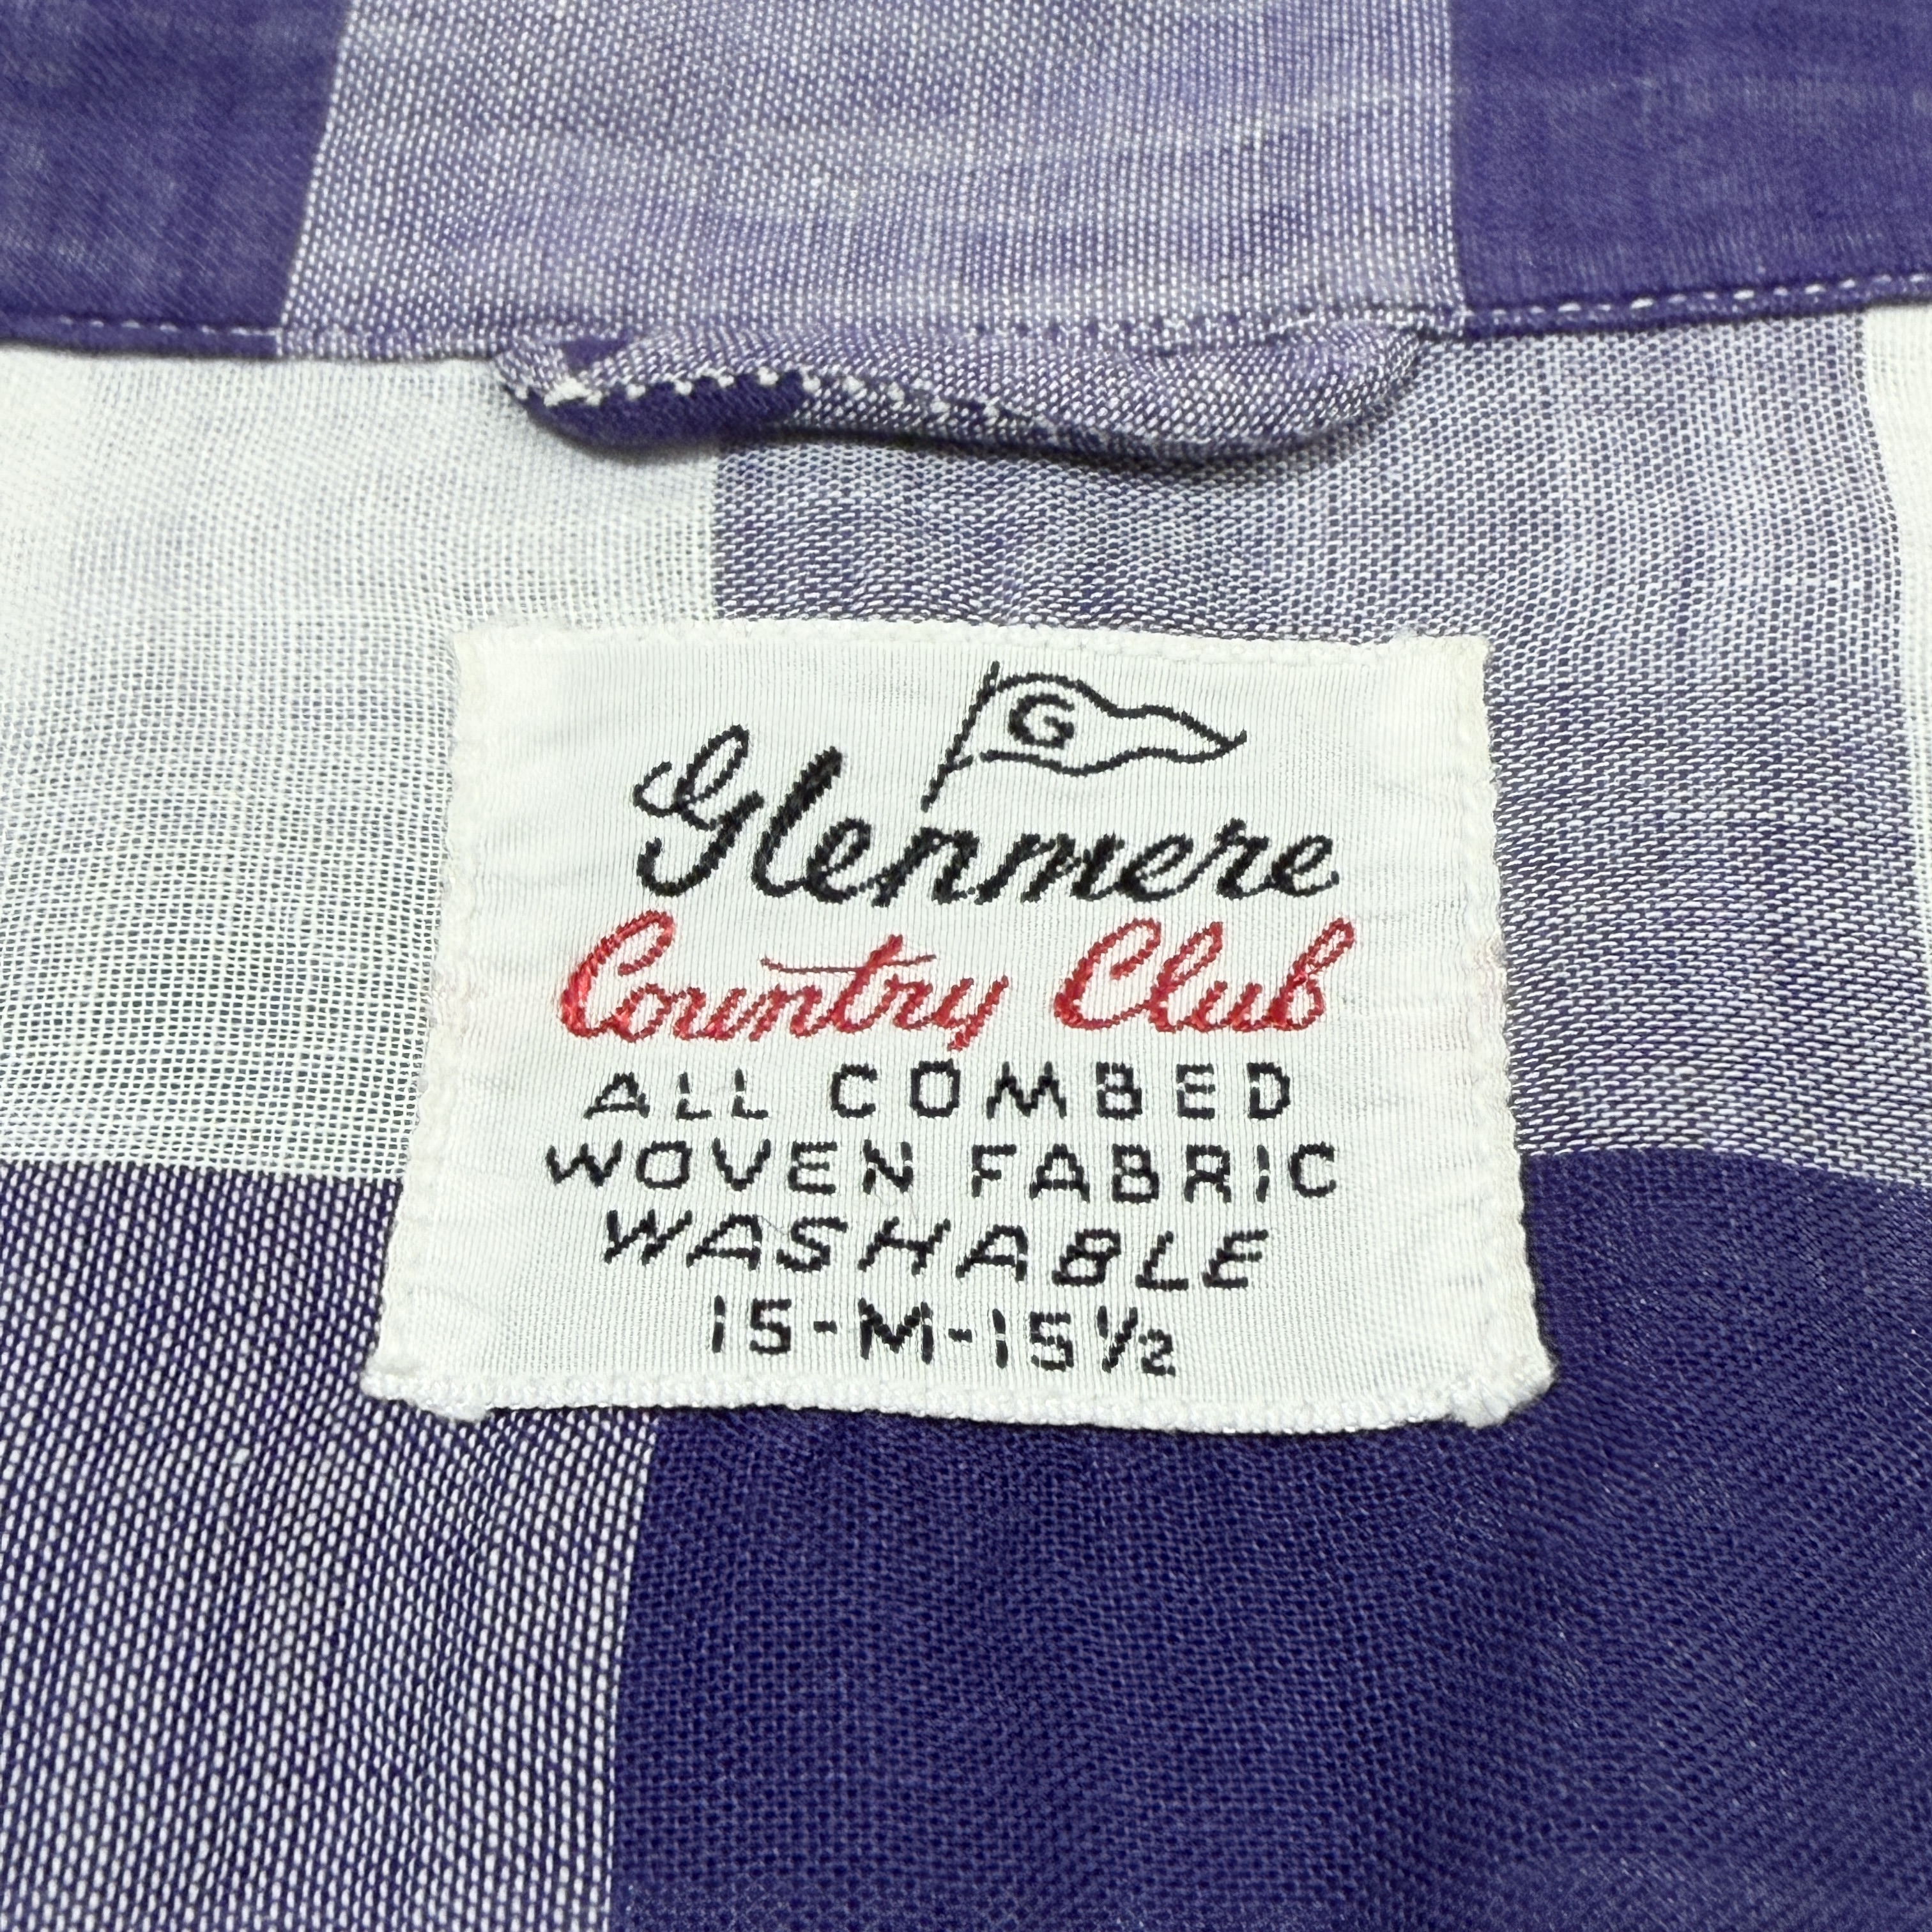 G
Glenmere
Country Club
ALL COMBED
WOVEN FABRIC
WASHABLE
15-M-15½